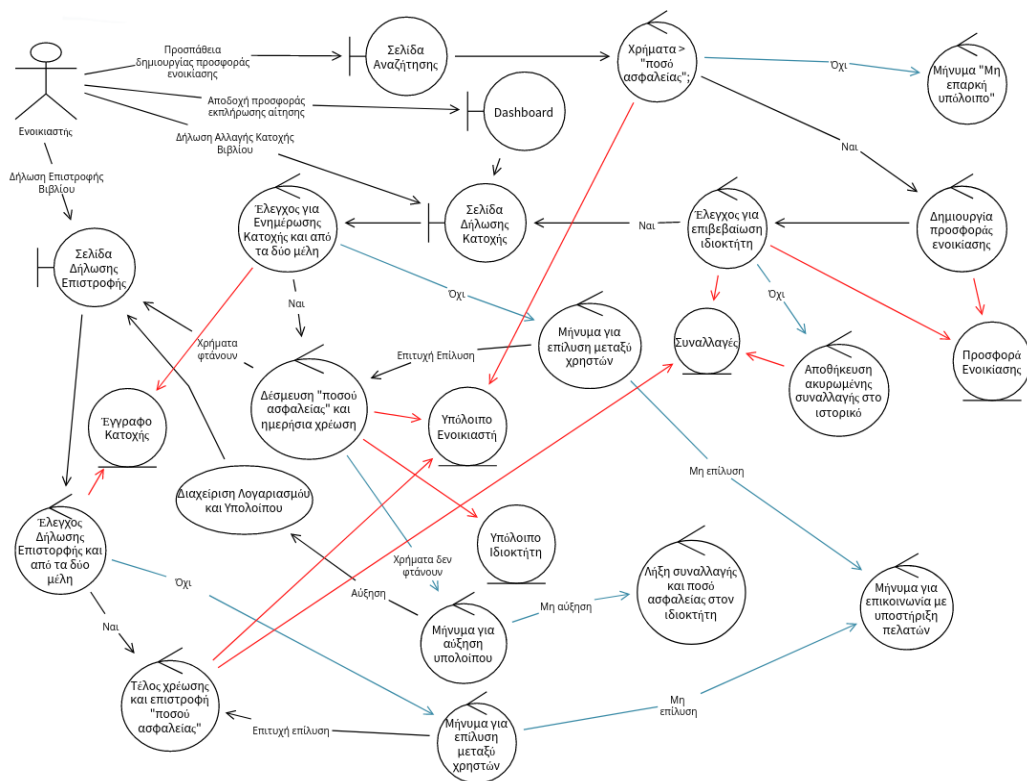 Προσπάθεια
δημιουργίας προσφοράς
ενοικίασης
Σελίδα
Αναζήτησης
Χρήματα >
"ποσό
ασφαλείας";
Όχι
Μήνυμα "Μη
επαρκή
υπόλοιπο"
Αποδοχή προσφοράς
εκπλήρωσης αίτησης
Dashboard
Ενοικιαστής
Δήλωση Αλλαγής Κατοχής
Βιβλίου
Ναι
Δήλωση Επιστροφής
Βιβλίου
Έλεγχος για
Ενημέρωσης
Κατοχής και από
τα δύο μέλη
Σελίδα
Δήλωσης
Κατοχής
Ναι
Έλεγχος για
επιβεβαίωση
ιδιοκτήτη
Δημιουργία
προσφοράς
ενοικίασης
Σελίδα
Δήλωσης
Επιστροφής
Όχι
Ναι
Όχι
Χρήματα
φτάνουν
Επιτυχή Επίλυση
Μήνυμα για
επίλυση μεταξύ
χρηστών
Συναλλαγές
Αποθήκευση
ακυρωμένης
συναλλαγής στο
ιστορικό
Προσφορά
Ενοικίασης
Δέσμευση "ποσού
ασφαλείας" και
ημερήσια χρέωση
Έγγραφο
Κατοχής
Υπόλοιπο
Ενοικιαστή
Μη επίλυση
Διαχείριση Λογαριασμόυ
και Υπολοίπου
Έλεγχος
Δήλωσης
Επιστορφής και
από τα δύο
μέλη
Υπόλοιπο
Ιδιοκτήτη
Χρήματα δεν
φτάνουν
Όχι
Αύξηση
Μη αύξηση
Λήξη συναλλαγής
και ποσό
ασφαλείας στον
ιδιοκτήτη
Μήνυμα για
επικοινωνία με
υποστήριξη
πελατών
Ναι
Μήνυμα για
αύξηση
υπολοίπου
Τέλος χρέωσης
και επιστροφή
"ποσού
ασφαλείας"
Επιτυχή επίλυση
Μήνυμα για
επίλυση
μεταξύ
χρηστών
Μη
επίλυση